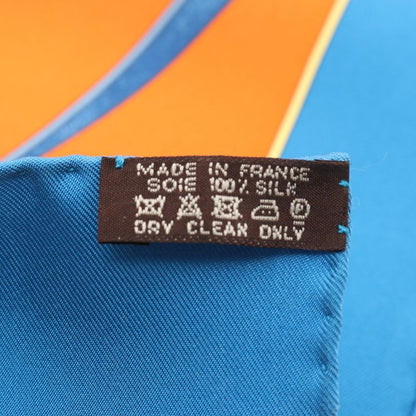 MADE IN FRANCE
SOIE 100% SILK
P
DRY CLEAN ONLY